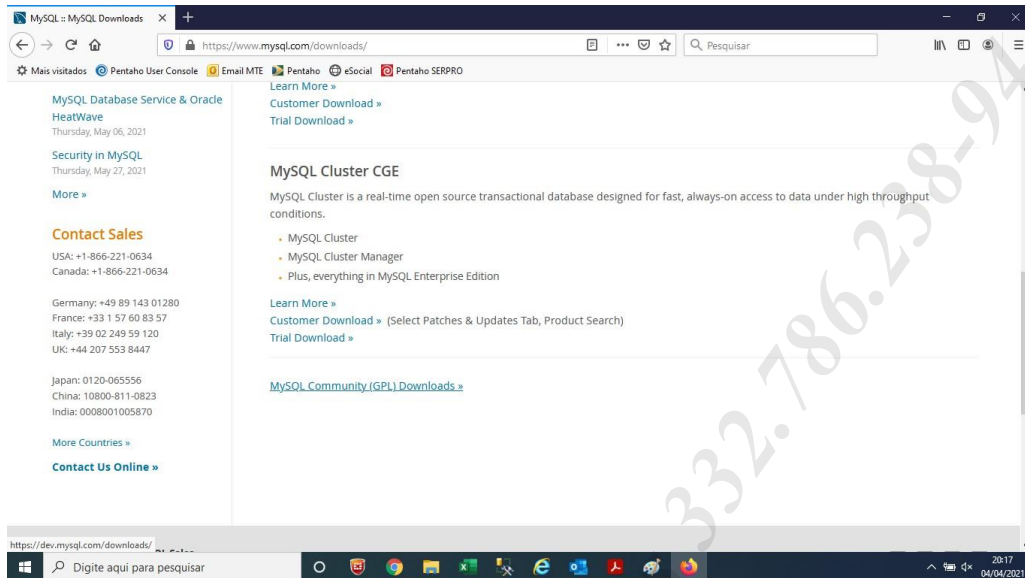 MySQL :: MySQL Downloads
https://www.mysql.com/downloads/
Pesquisar
Mais visitados
Pentaho User Console
Email MTE
Pentaho
eSocial
Pentaho SERPRO
MySQL Database Service & Oracle
HeatWave
Thursday, May 06, 2021
Security in MySQL
Thursday, May 27, 2021
More »
Contact Sales
USA: +1-866-221-0634
Canada: +1-866-221-0634
Germany: +49 89 143 01280
France: +33 1 57 60 83 57
Italy: +39 02 249 59 120
UK: +44 207 553 8447
Japan: 0120-065556
China: 10800-811-0823
India: 0008001005870
More Countries »
Contact Us Online »
Learn More »
Customer Download »
Trial Download »
MySQL Cluster CGE
MySQL Cluster is a real-time open source transactional database designed for fast, always-on access to data under high throughput
conditions.
MySQL Cluster
MySQL Cluster Manager
Plus, everything in MySQL Enterprise Edition
Learn More »
Customer Download » (Select Patches & Updates Tab, Product Search)
Trial Download »
MySQL Community (GPL) Downloads »
332.786.238-94
https://dev.mysql.com/downloads/
Digite aqui para pesquisar
20:17
04/04/2021